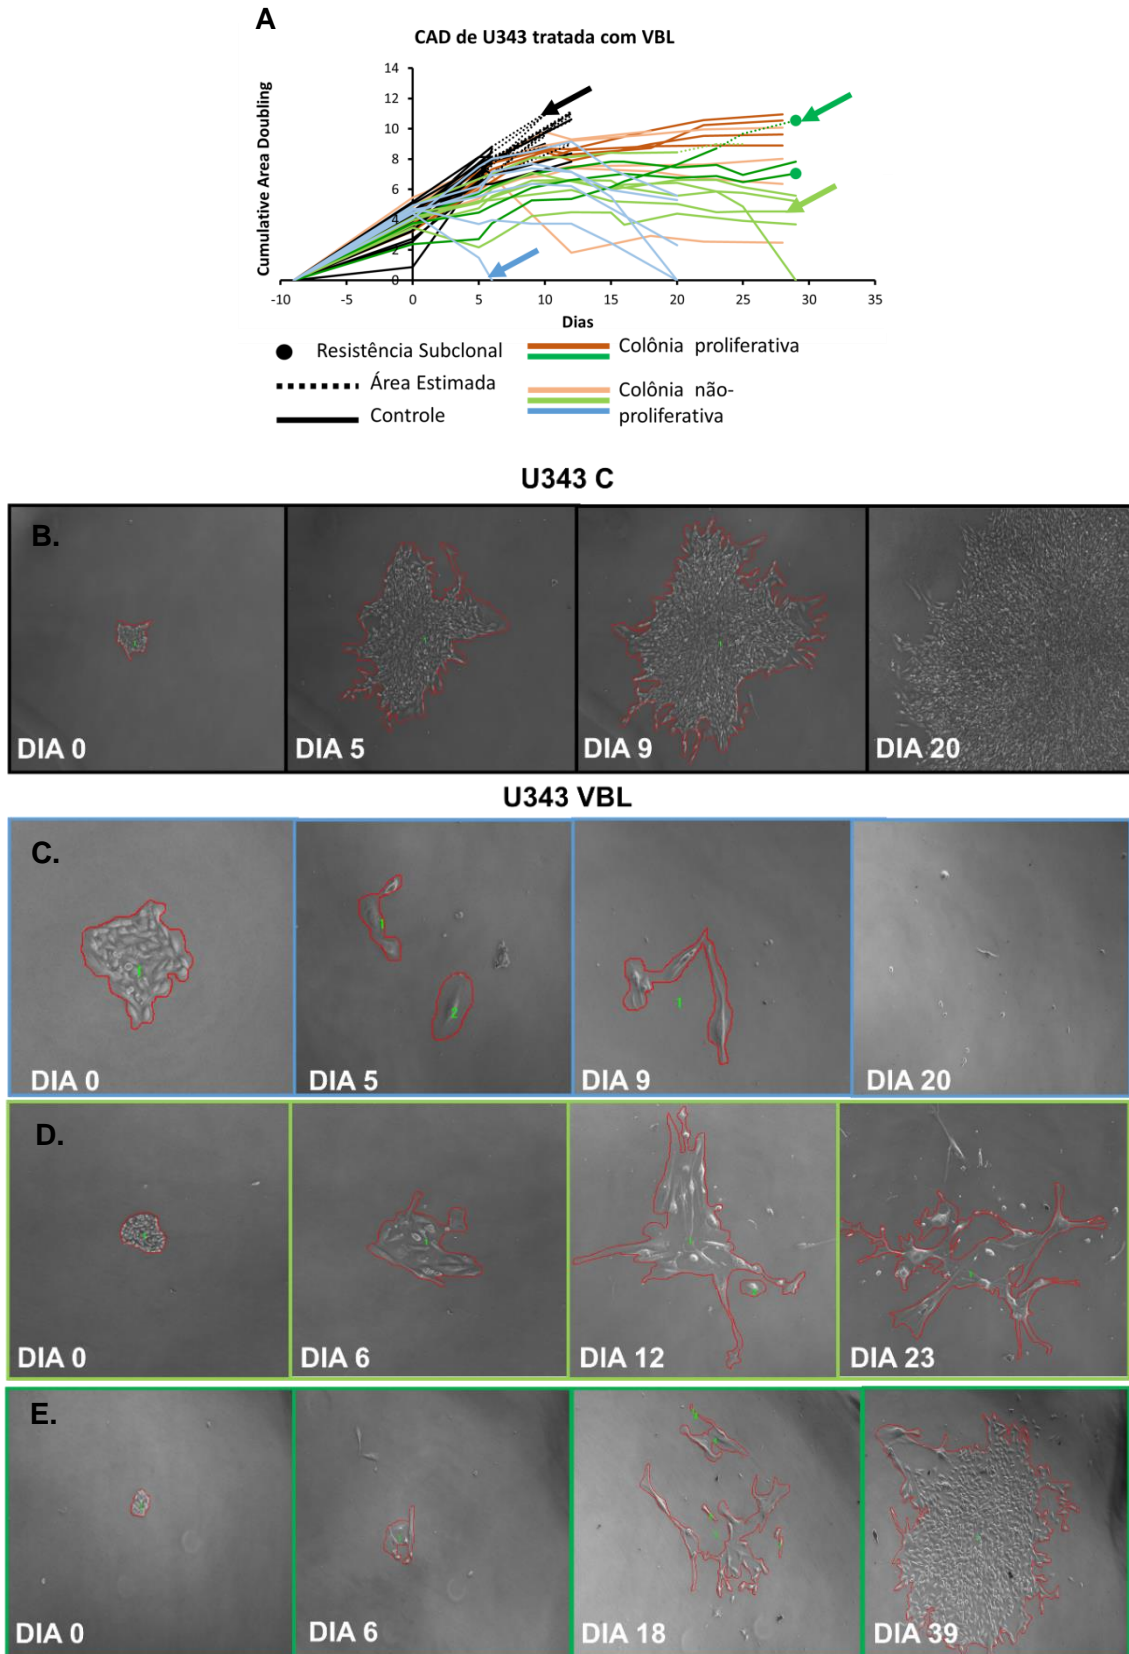 A
CAD de U343 tratada com VBL
Cumulative Area Doubling
14
12
10
8
6
4
2
0
-10 -5 0 5 10 15 20 25 30 35
Dias
Resistência Subclonal
Área Estimada
Controle
Colônia proliferativa
Colônia não-
proliferativa
U343 C
B.
DIA 0 DIA 5 DIA 9 DIA 20
U343 VBL
C.
DIA 0 DIA 5 DIA 9 DIA 20
D.
DIA 0 DIA 6 DIA 12 DIA 23
E.
DIA 0 DIA 6 DIA 18 DIA 39